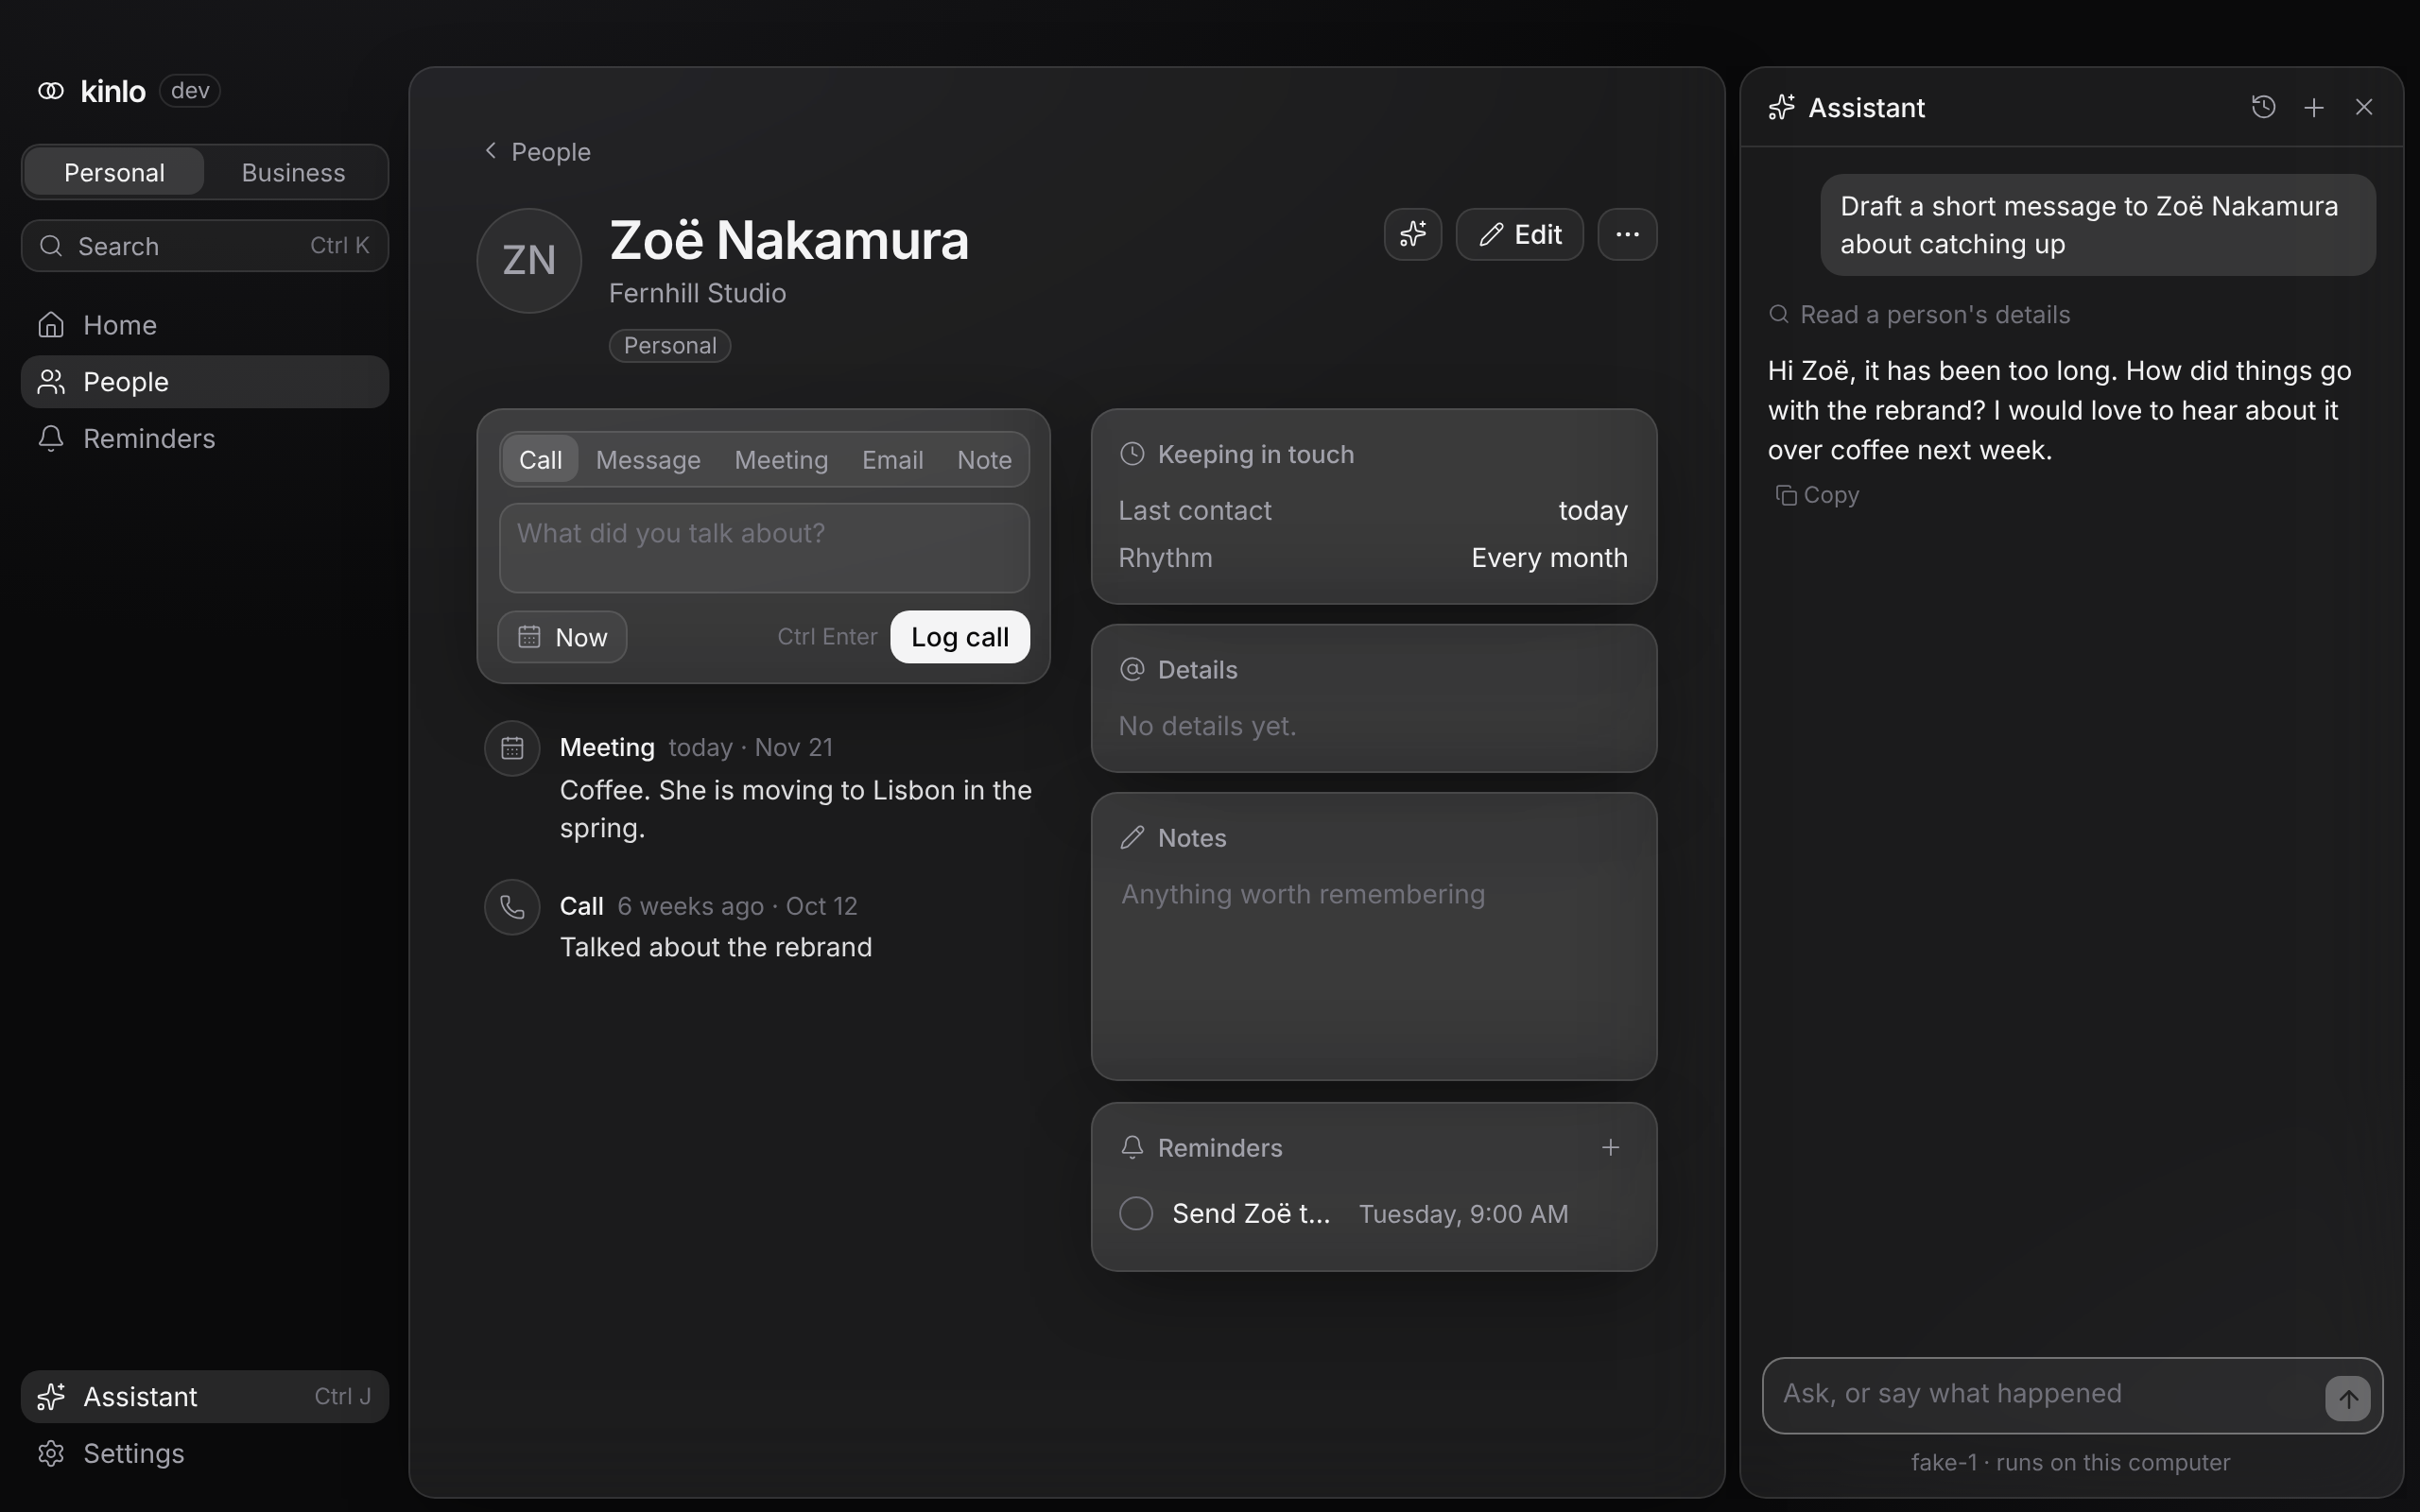 kinlo dev
Personal Business
Search Ctrl K
Home
People
Reminders
Assistant Ctrl J
Settings
People
ZN
Zoë Nakamura
Fernhill Studio
Personal
Edit
Call Message Meeting Email Note
What did you talk about?
Now Ctrl Enter Log call
Meeting today · Nov 21
Coffee. She is moving to Lisbon in the
spring.
Call 6 weeks ago · Oct 12
Talked about the rebrand
Keeping in touch
Last contact today
Rhythm Every month
Details
No details yet.
Notes
Anything worth remembering
Reminders
Send Zoë t... Tuesday, 9:00 AM
Assistant
Draft a short message to Zoë Nakamura
about catching up
Read a person's details
Hi Zoë, it has been too long. How did things go
with the rebrand? I would love to hear about it
over coffee next week.
Copy
Ask, or say what happened
fake-1 · runs on this computer